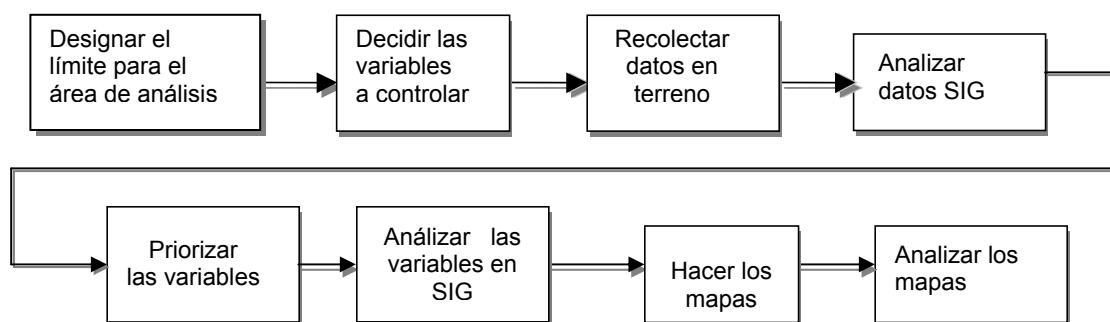 Designar el
límite para el
área de análisis
Decidir las
variables
a controlar
Recolectar
datos en
terreno
Analizar
datos SIG
Priorizar
las variables
Análizar las
variables en
SIG
Hacer los
mapas
Analizar los
mapas